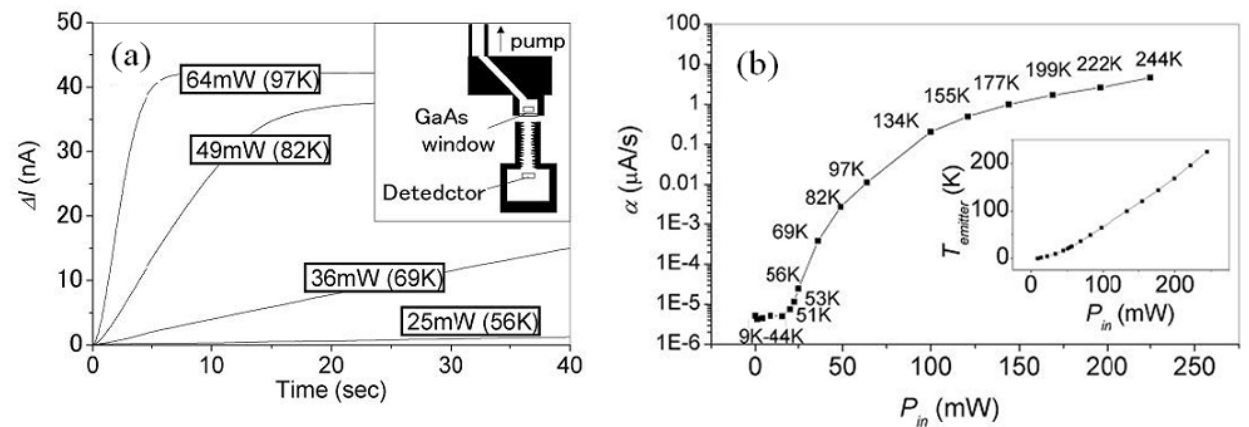 (a)
50
40
30
20
10
0
ΔI (nA)
64mW (97K)
49mW (82K)
36mW (69K)
25mW (56K)
pump
GaAs
window
Detedctor
0 10 20 30 40
Time (sec)
(b)
10
1
0.1
0.01
1E-3
1E-4
1E-5
1E-6
α (μA/s)
9K-44K
51K
53K
56K
69K
82K
97K
134K
155K
177K
199K
222K
244K
0 50 100 150 200 250
P_in (mW)
200
100
0
T_emitter (K)
0 100 200
P_in (mW)